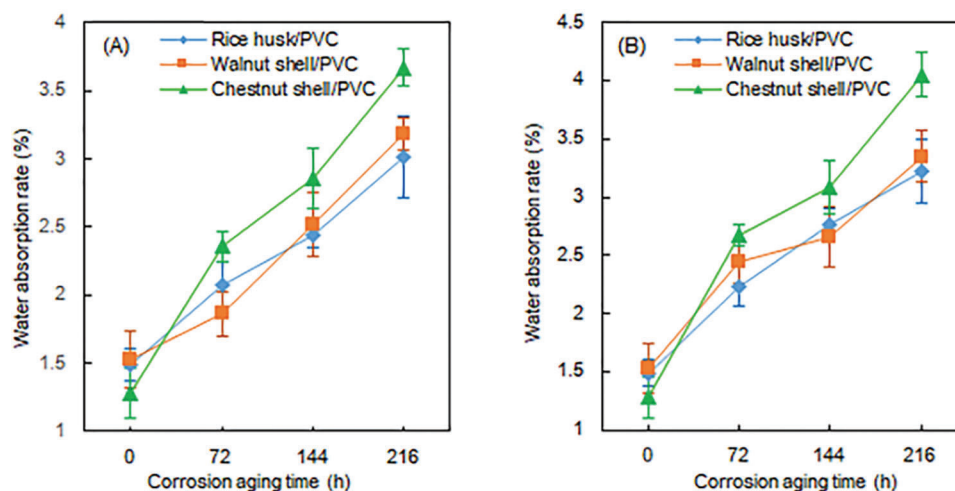 (A)
Rice husk/PVC
Walnut shell/PVC
Chestnut shell/PVC
Water absorption rate (%)
4
3.5
3
2.5
2
1.5
1
0 72 144 216
Corrosion aging time (h)
(B)
Rice husk/PVC
Walnut shell/PVC
Chestnut shell/PVC
Water absorption rate (%)
4.5
4
3.5
3
2.5
2
1.5
1
0 72 144 216
Corrosion aging time (h)